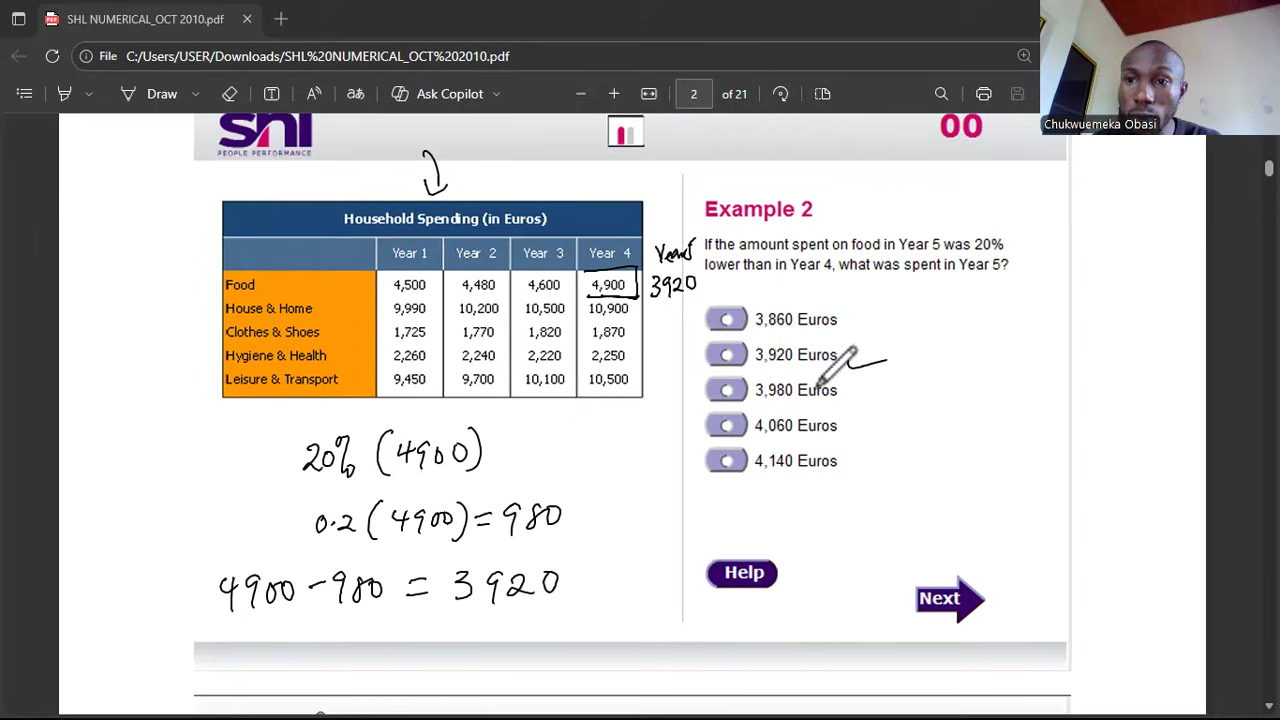 SHL NUMERICAL_OCT 2010.pdf
File C:/Users/USER/Downloads/SHL%20NUMERICAL_OCT%202010.pdf
Draw
Ask Copilot
2 of 21
Chukwuemeka Obasi
PEOPLE PERFORMANCE
00
Household Spending (in Euros)
Year 1 Year 2 Year 3 Year 4 Year 5
Food 4,500 4,480 4,600 4,900 3920
House & Home 9,990 10,200 10,500 10,900
Clothes & Shoes 1,725 1,770 1,820 1,870
Hygiene & Health 2,260 2,240 2,220 2,250
Leisure & Transport 9,450 9,700 10,100 10,500
20% (4900)
0.2 (4900) = 980
4900 - 980 = 3920
Example 2
If the amount spent on food in Year 5 was 20%
lower than in Year 4, what was spent in Year 5?
3,860 Euros
3,920 Euros
3,980 Euros
4,060 Euros
4,140 Euros
Help
Next